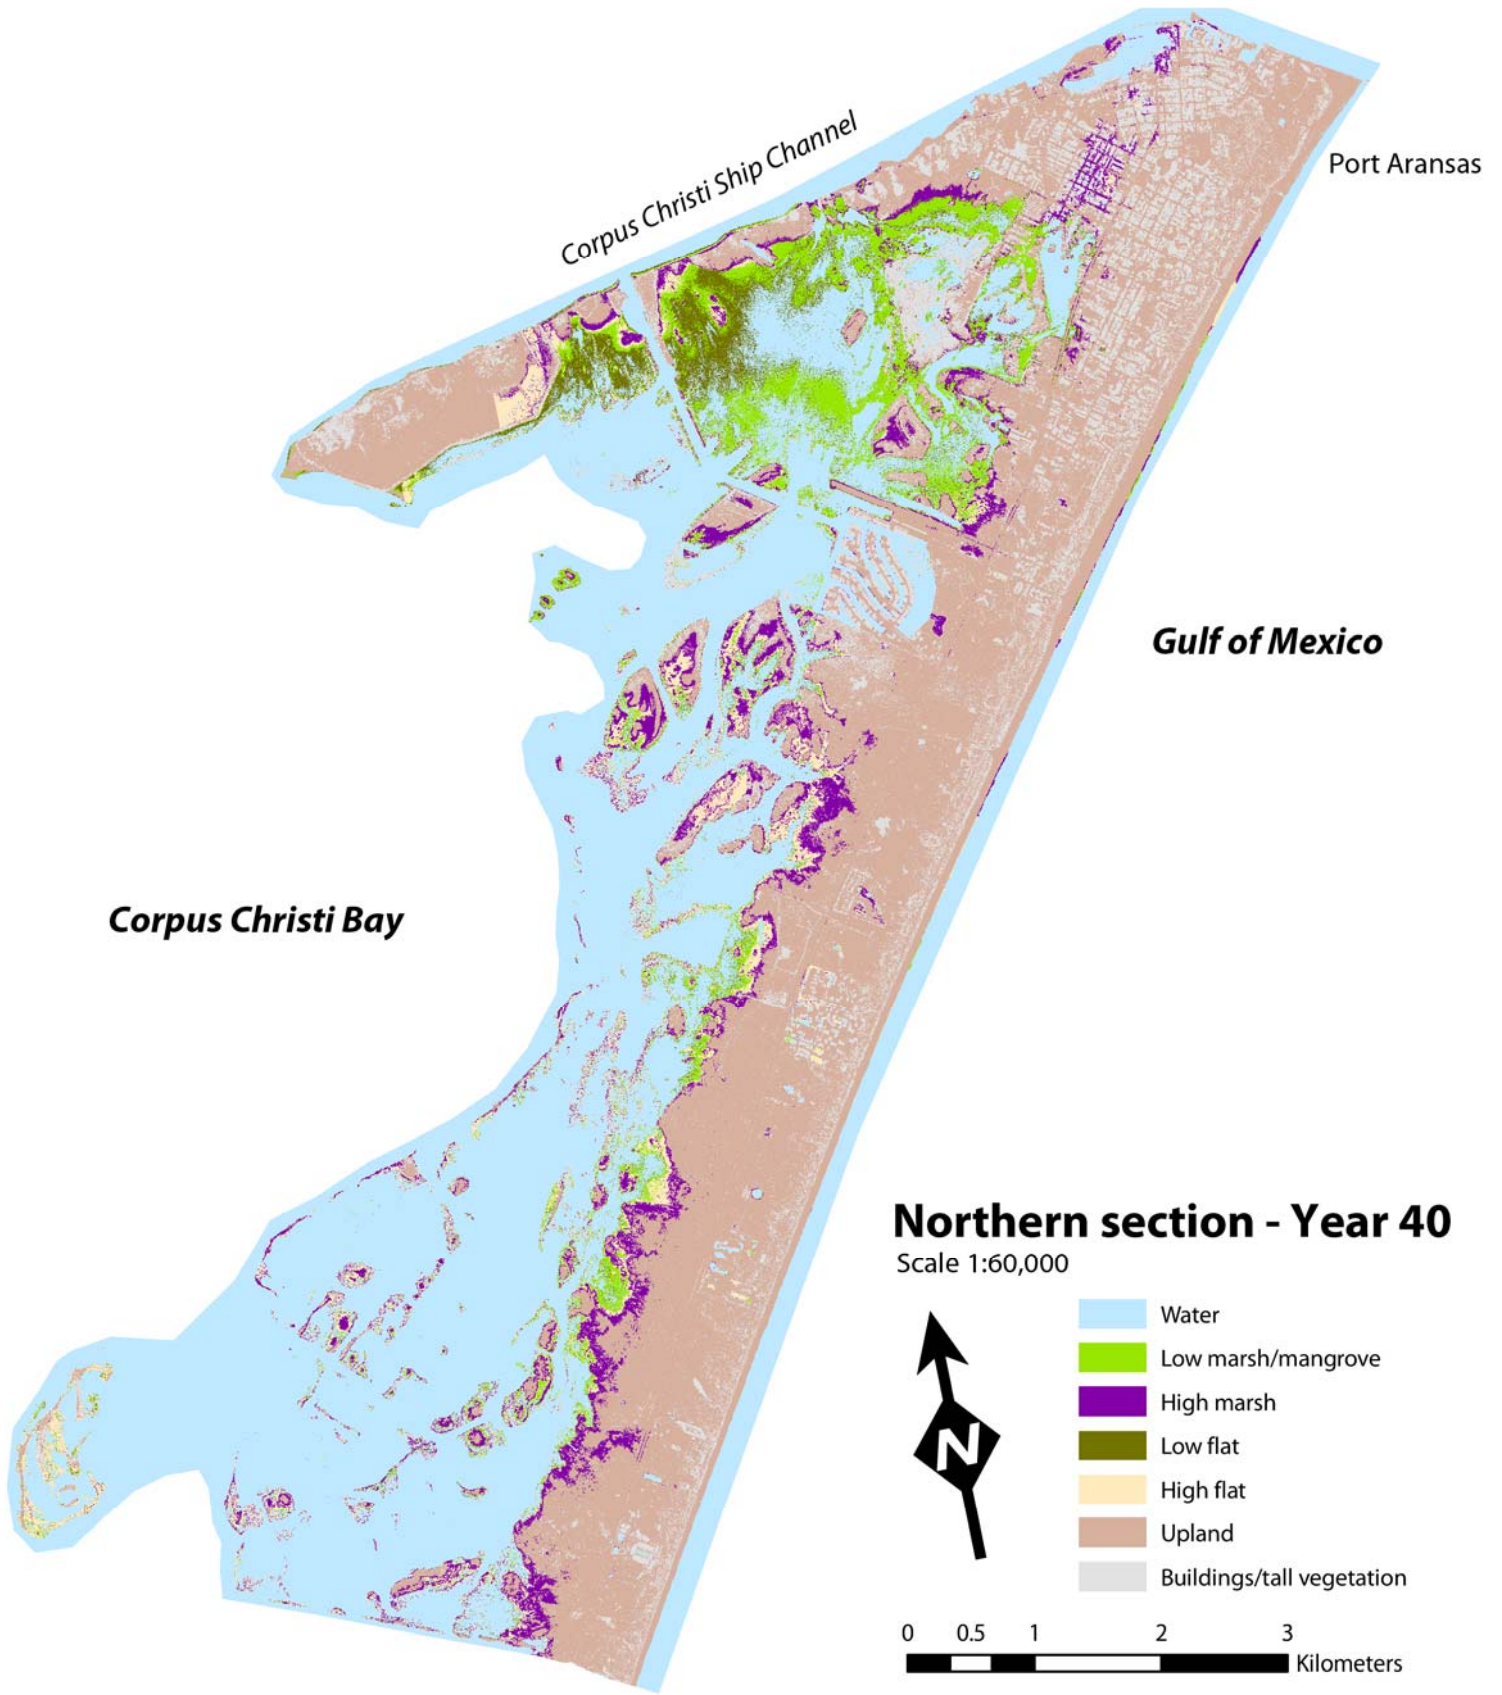 Corpus Christi Ship Channel
Port Aransas
Gulf of Mexico
Corpus Christi Bay
Northern section - Year 40
Scale 1:60,000
N
Water
Low marsh/mangrove
High marsh
Low flat
High flat
Upland
Buildings/tall vegetation
0 0.5 1 2 3
Kilometers